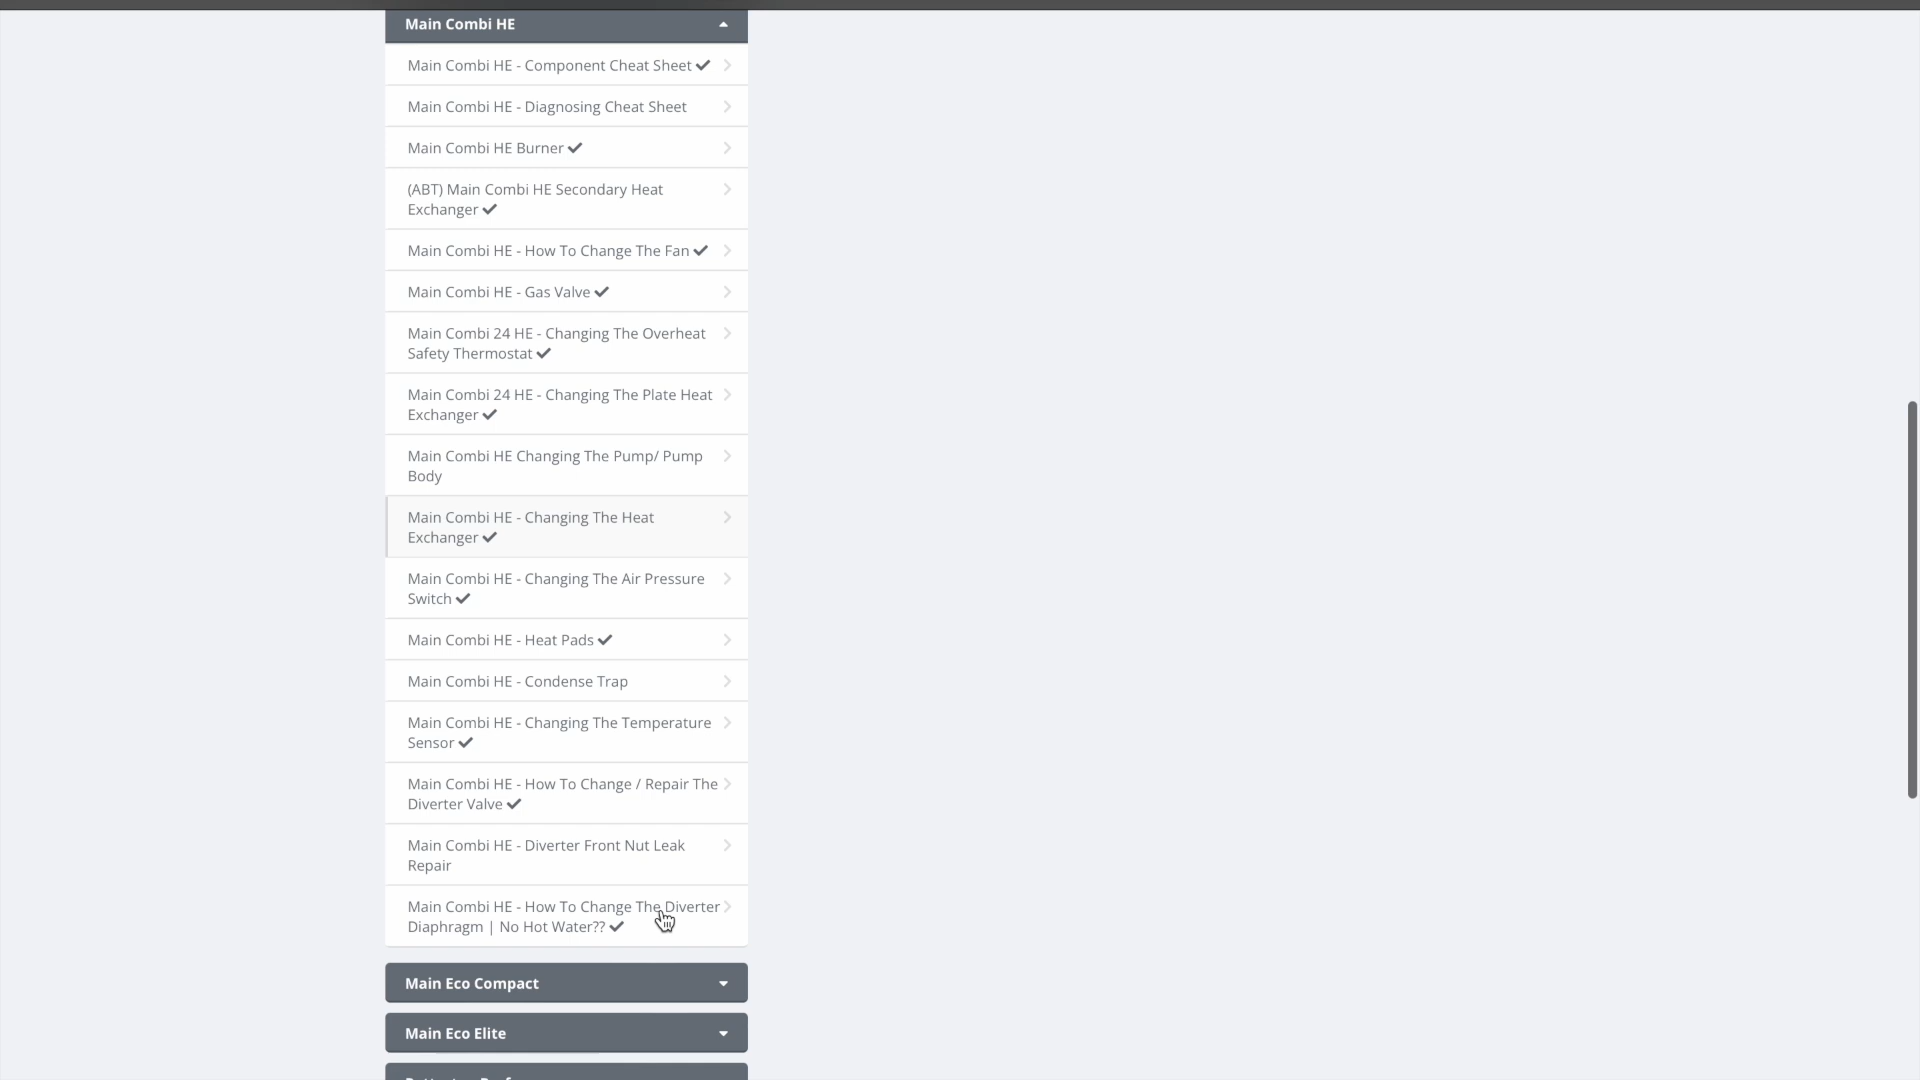 Main Combi HE
Main Combi HE - Component Cheat Sheet
Main Combi HE - Diagnosing Cheat Sheet
Main Combi HE Burner
(ABT) Main Combi HE Secondary Heat
Exchanger
Main Combi HE - How To Change The Fan
Main Combi HE - Gas Valve
Main Combi 24 HE - Changing The Overheat
Safety Thermostat
Main Combi 24 HE - Changing The Plate Heat
Exchanger
Main Combi HE Changing The Pump/ Pump
Body
Main Combi HE - Changing The Heat
Exchanger
Main Combi HE - Changing The Air Pressure
Switch
Main Combi HE - Heat Pads
Main Combi HE - Condense Trap
Main Combi HE - Changing The Temperature
Sensor
Main Combi HE - How To Change / Repair The
Diverter Valve
Main Combi HE - Diverter Front Nut Leak
Repair
Main Combi HE - How To Change The Diverter
Diaphragm | No Hot Water??
Main Eco Compact
Main Eco Elite